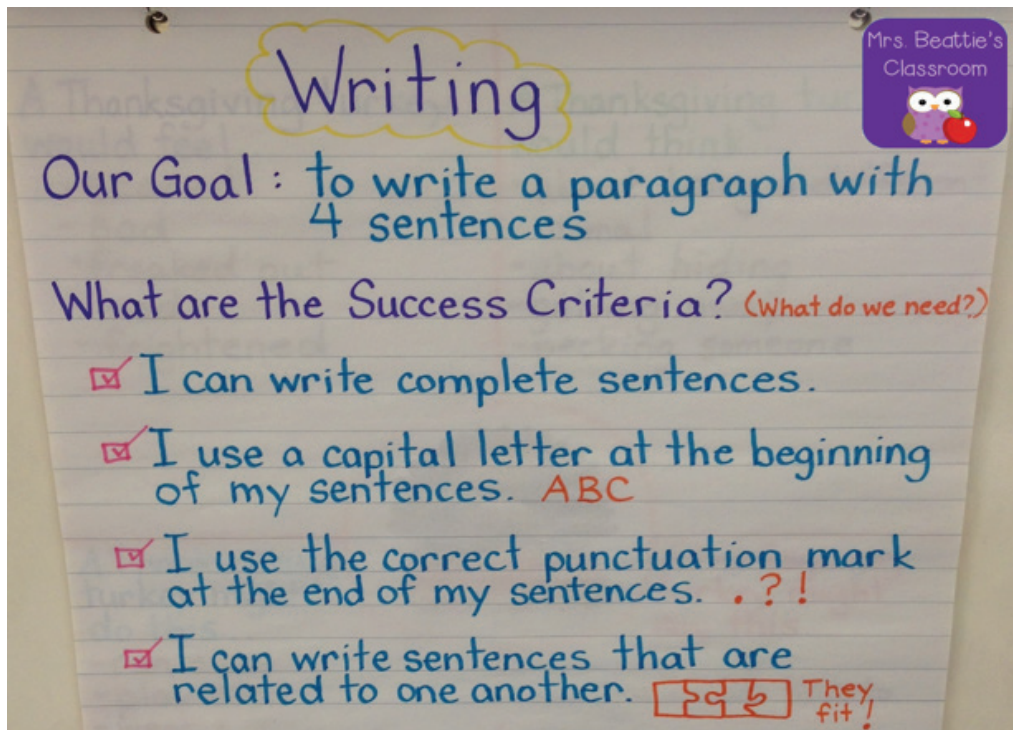 Writing
Mrs. Beattie's
Classroom
Our Goal: to write a paragraph with
4 sentences
What are the Success Criteria? (What do we need?)
I can write complete sentences.
I use a capital letter at the beginning
of my sentences. ABC
I use the correct punctuation mark
at the end of my sentences. . ? !
I can write sentences that are
related to one another. They
fit!